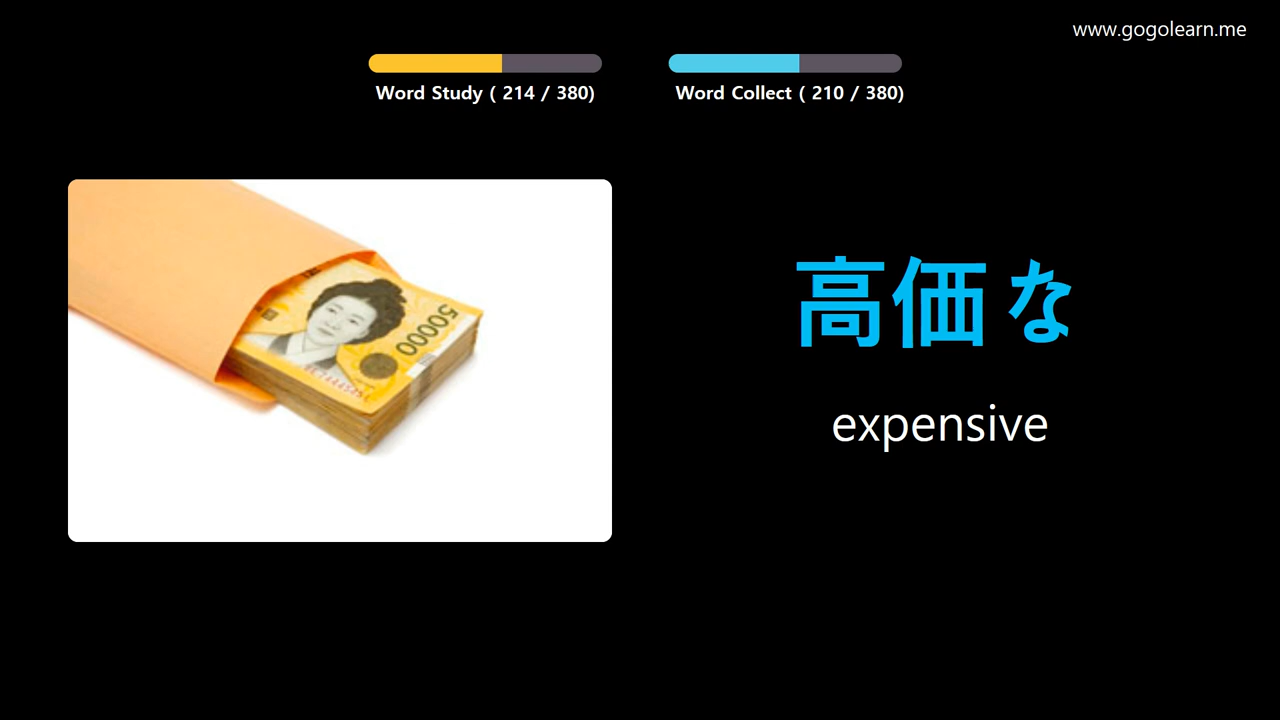 www.gogolearn.me
Word Study ( 214 / 380)
Word Collect ( 210 / 380)
高価な
expensive
50000